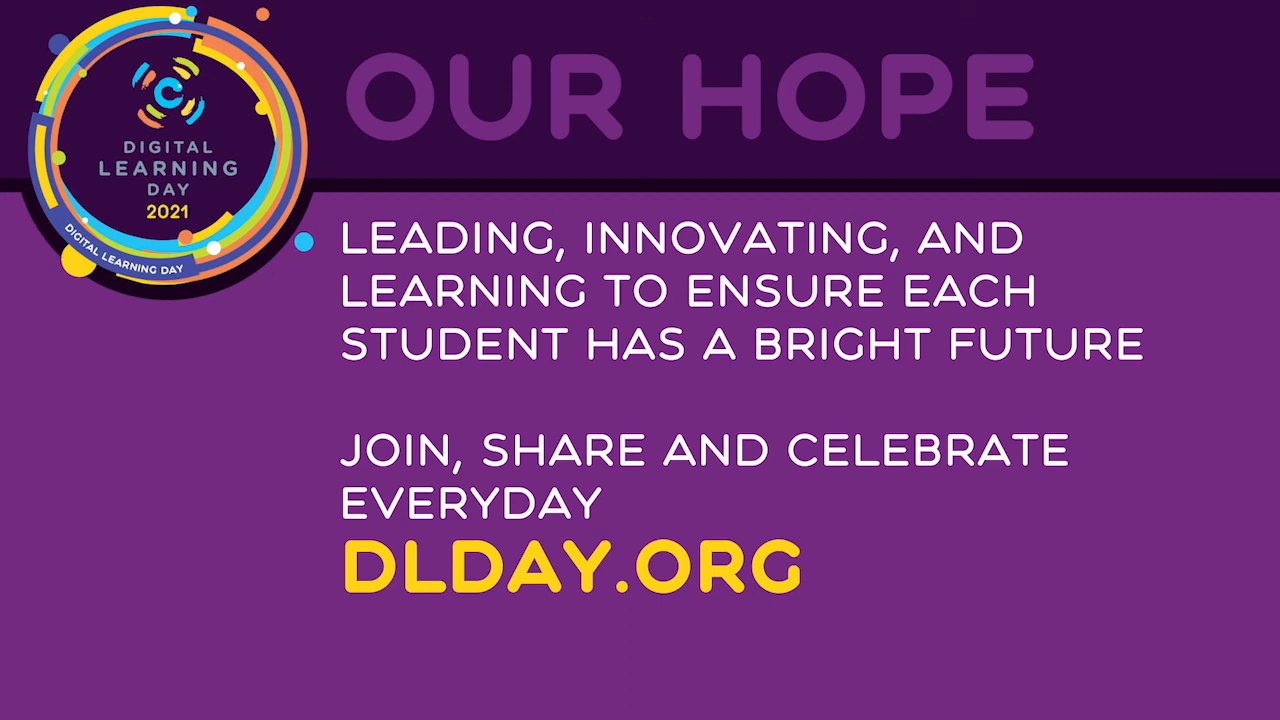 OUR HOPE
DIGITAL
LEARNING
DAY
2021
DIGITAL LEARNING DAY
LEADING, INNOVATING, AND
LEARNING TO ENSURE EACH
STUDENT HAS A BRIGHT FUTURE
JOIN, SHARE AND CELEBRATE
EVERYDAY
DLDAY.ORG